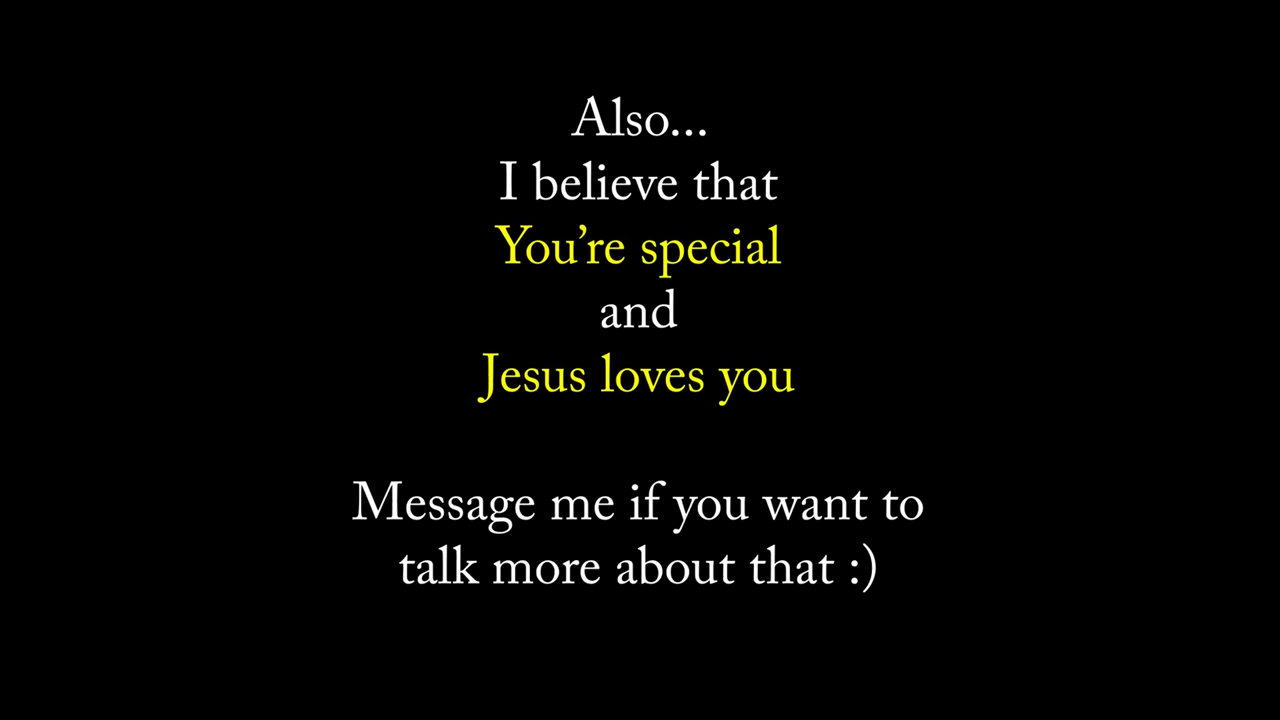 Also...
I believe that
You’re special
and
Jesus loves you
Message me if you want to
talk more about that :)